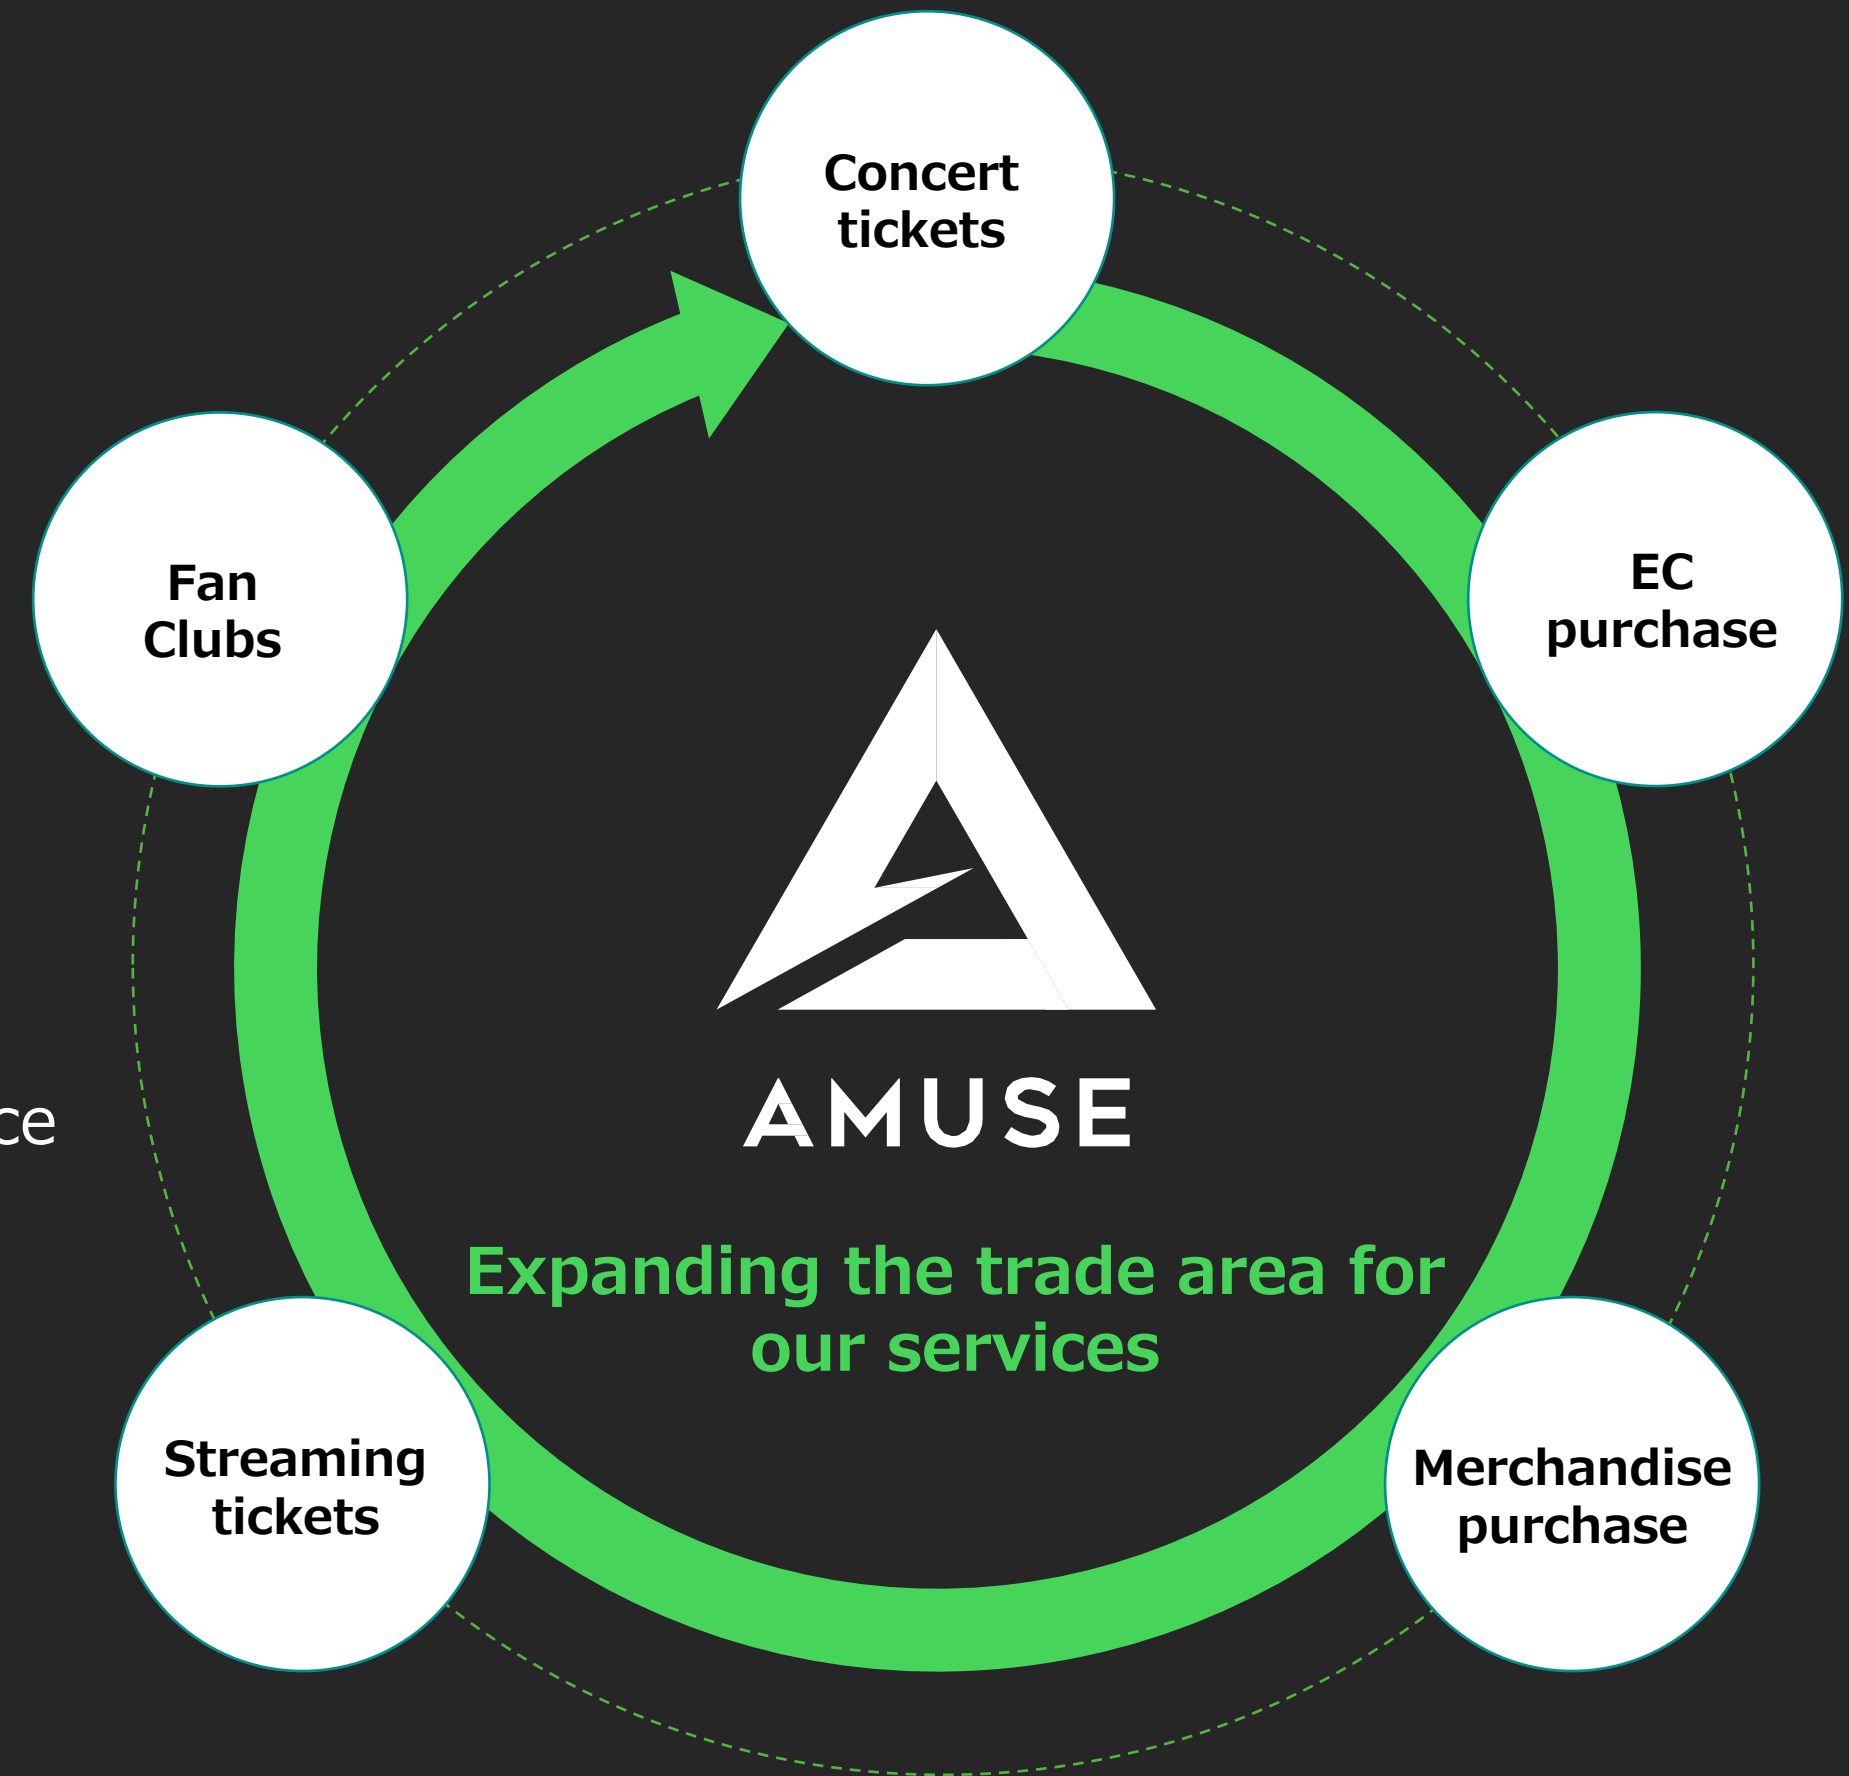 Concert
tickets
Fan
Clubs
EC
purchase
AMUSE
ce
Expanding the trade area for
our services
Streaming
tickets
Merchandise
purchase